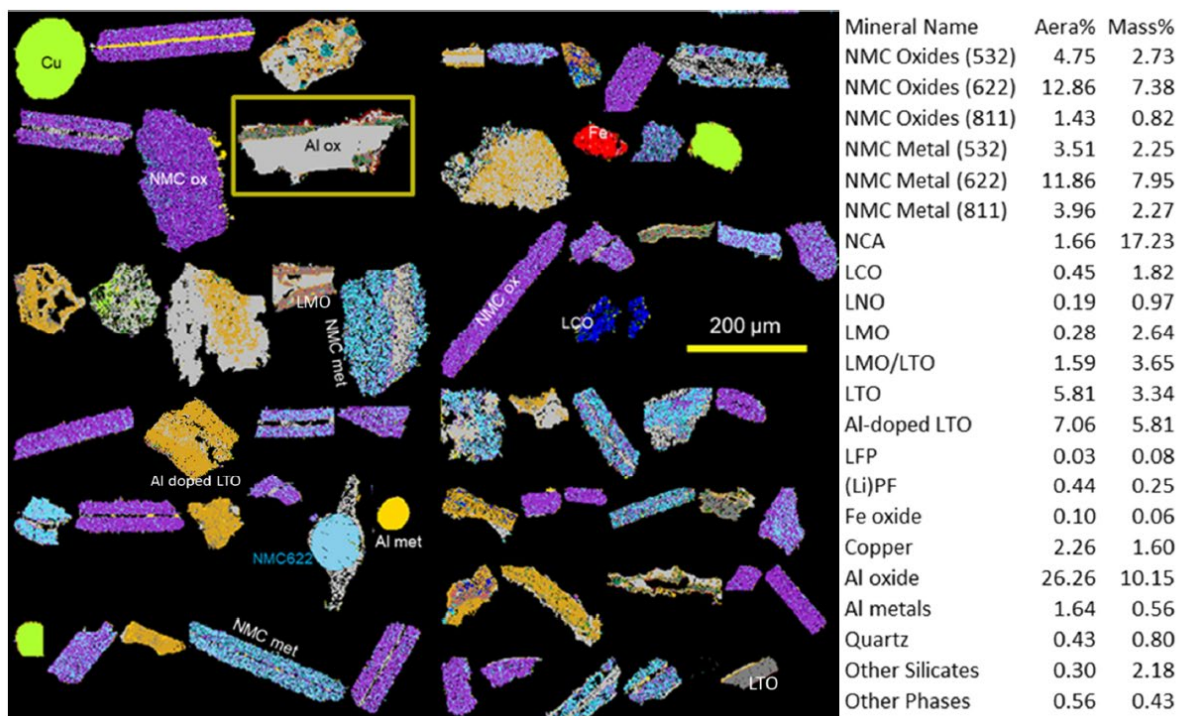 Cu
Al ox
NMC ox
Fe
LMO
NMC met
NMC ox
LCO
200 µm
Al doped LTO
NMC622
Al met
NMC met
LTO
Mineral Name Aera% Mass%
NMC Oxides (532) 4.75 2.73
NMC Oxides (622) 12.86 7.38
NMC Oxides (811) 1.43 0.82
NMC Metal (532) 3.51 2.25
NMC Metal (622) 11.86 7.95
NMC Metal (811) 3.96 2.27
NCA 1.66 17.23
LCO 0.45 1.82
LNO 0.19 0.97
LMO 0.28 2.64
LMO/LTO 1.59 3.65
LTO 5.81 3.34
Al-doped LTO 7.06 5.81
LFP 0.03 0.08
(Li)PF 0.44 0.25
Fe oxide 0.10 0.06
Copper 2.26 1.60
Al oxide 26.26 10.15
Al metals 1.64 0.56
Quartz 0.43 0.80
Other Silicates 0.30 2.18
Other Phases 0.56 0.43